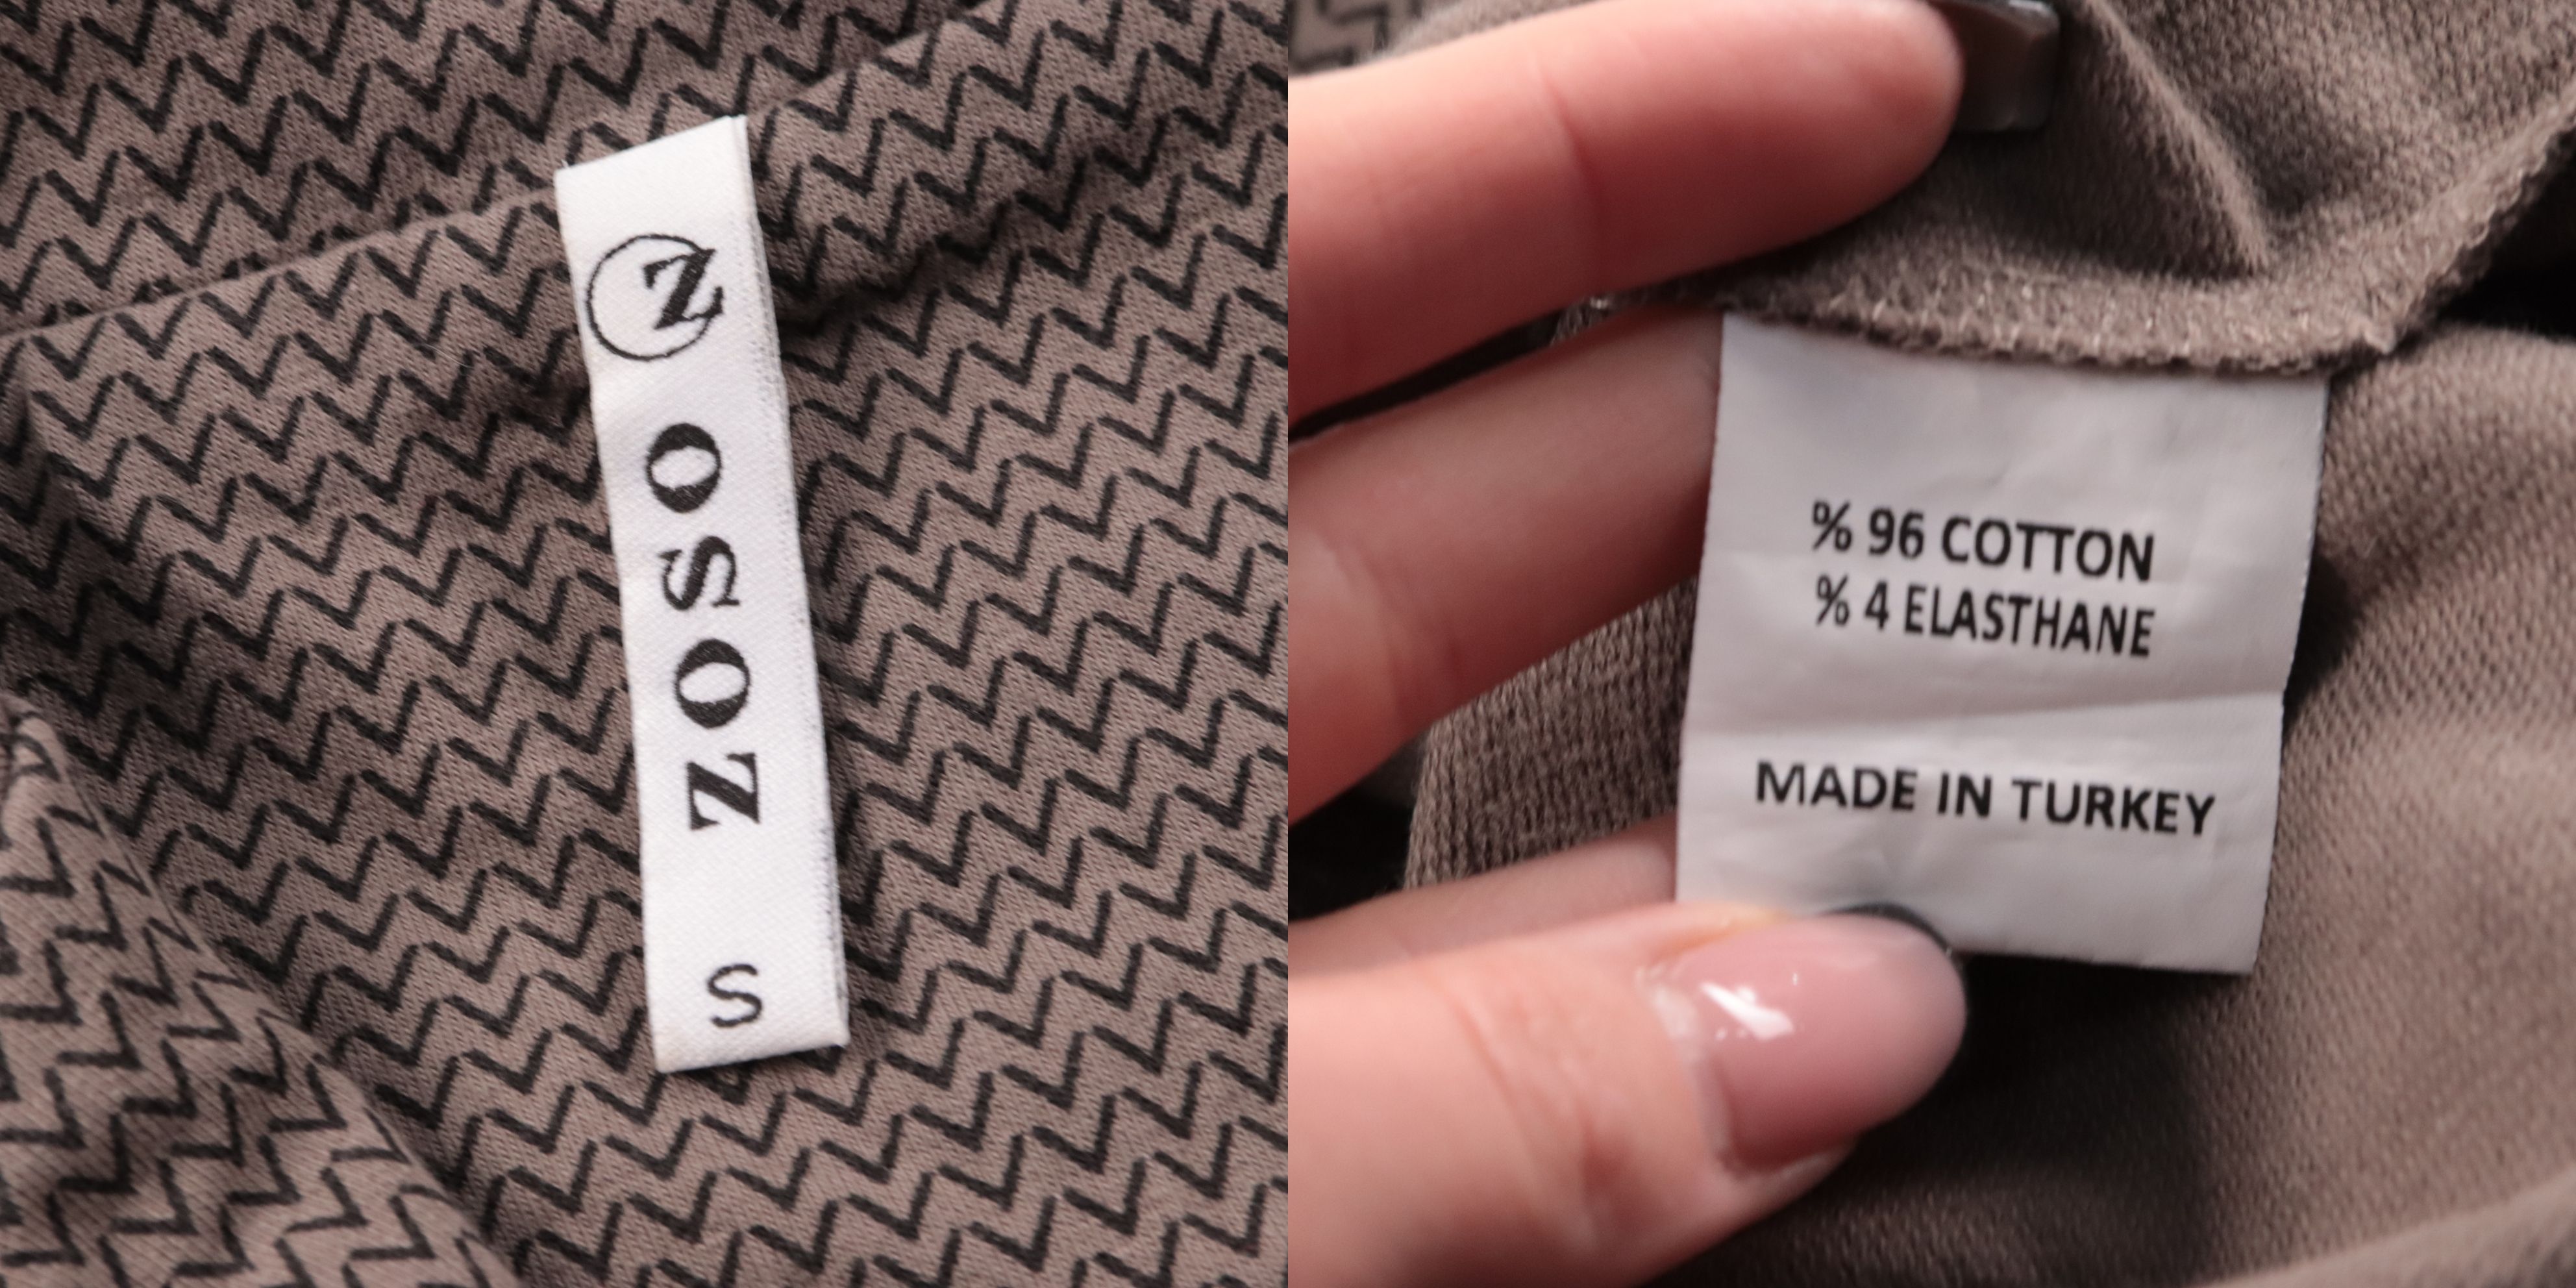 Z
ZOSO
S
% 96 COTTON
% 4 ELASTHANE
MADE IN TURKEY